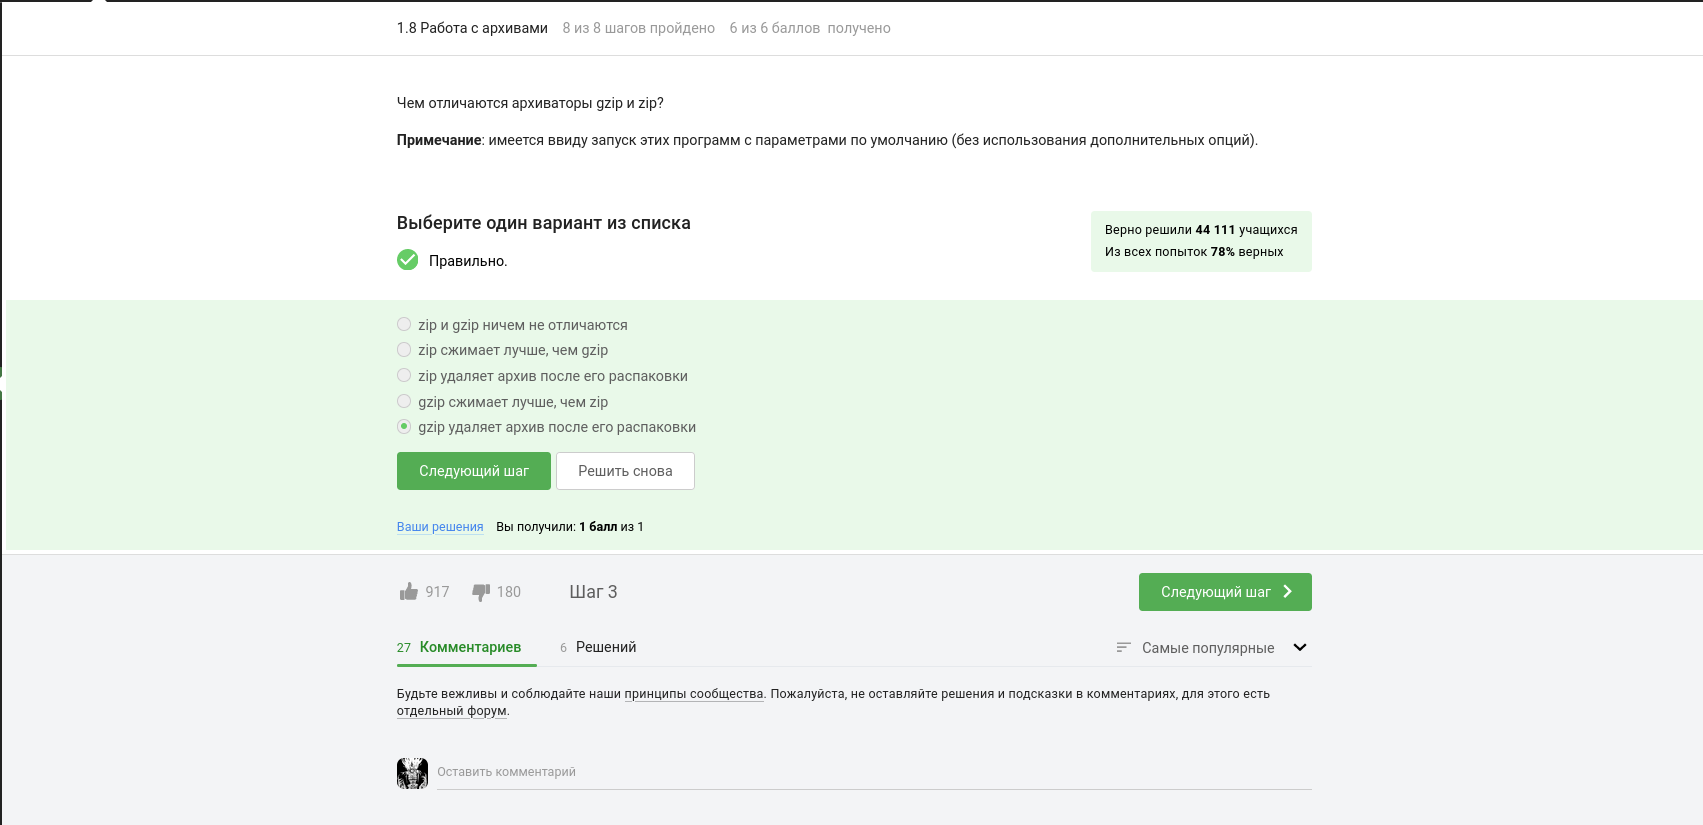 1.8 Работа с архивами 8 из 8 шагов пройдено 6 из 6 баллов получено
Чем отличаются архиваторы gzip и zip?
Примечание: имеется ввиду запуск этих программ с параметрами по умолчанию (без использования дополнительных опций).
Выберите один вариант из списка
Правильно.
Верно решили 44 111 учащихся
Из всех попыток 78% верных
zip и gzip ничем не отличаются
zip сжимает лучше, чем gzip
zip удаляет архив после его распаковки
gzip сжимает лучше, чем zip
gzip удаляет архив после его распаковки
Следующий шаг Решить снова
Ваши решения Вы получили: 1 балл из 1
917 180 Шаг 3 Следующий шаг
27 Комментариев 6 Решений Самые популярные
Будьте вежливы и соблюдайте наши принципы сообщества. Пожалуйста, не оставляйте решения и подсказки в комментариях, для этого есть
отдельный форум.
Оставить комментарий